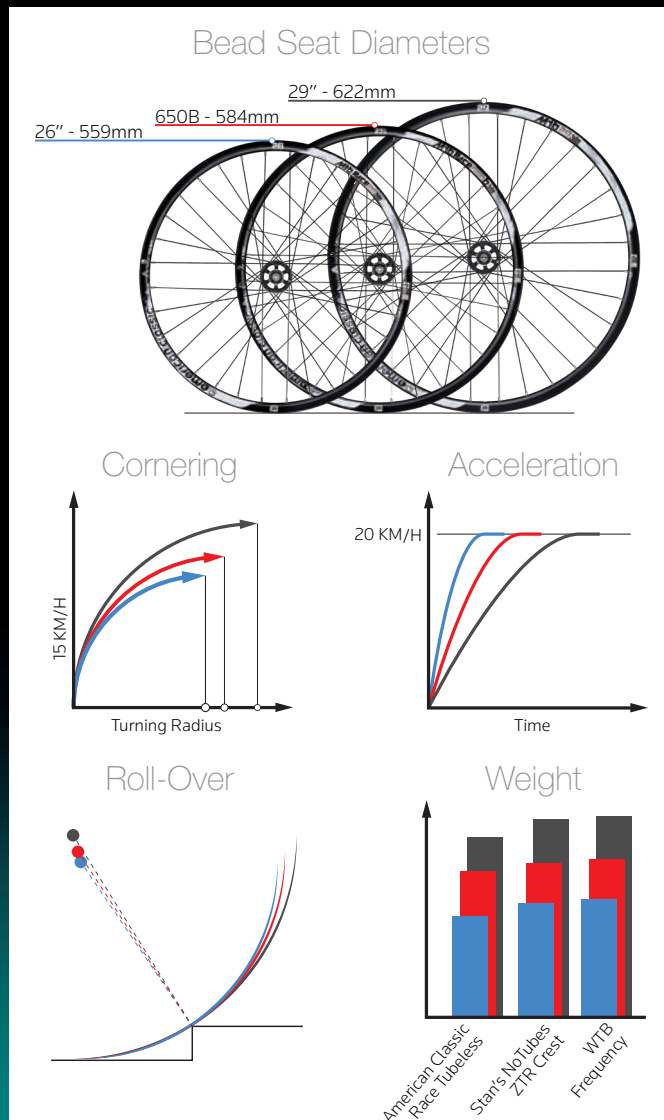 Bead Seat Diameters
29″ - 622mm
650B - 584mm
26″ - 559mm
Cornering
15 KM/H
Turning Radius
Acceleration
20 KM/H
Time
Roll-Over
Weight
American Classic
Race Tubeless
Stan's NoTubes
ZTR Crest
WTB
Frequency